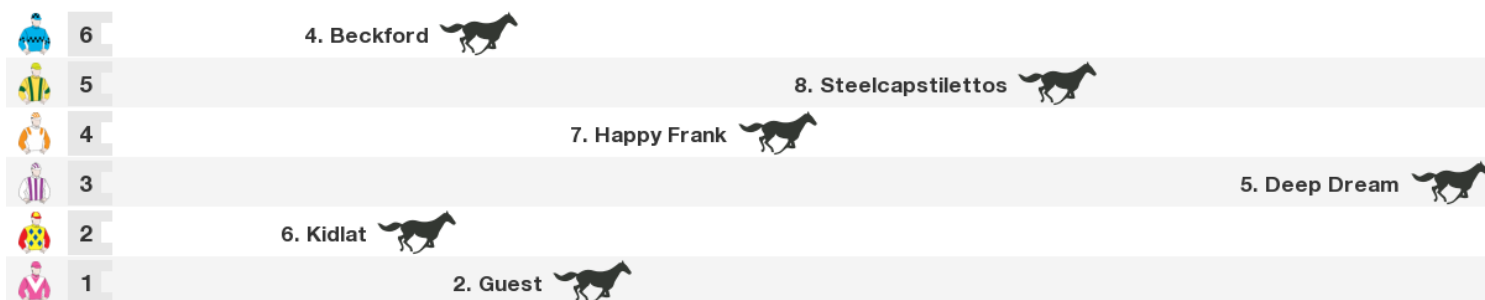 6 4. Beckford
5 8. Steelcapstilettos
4 7. Happy Frank
3 5. Deep Dream
2 6. Kidlat
1 2. Guest